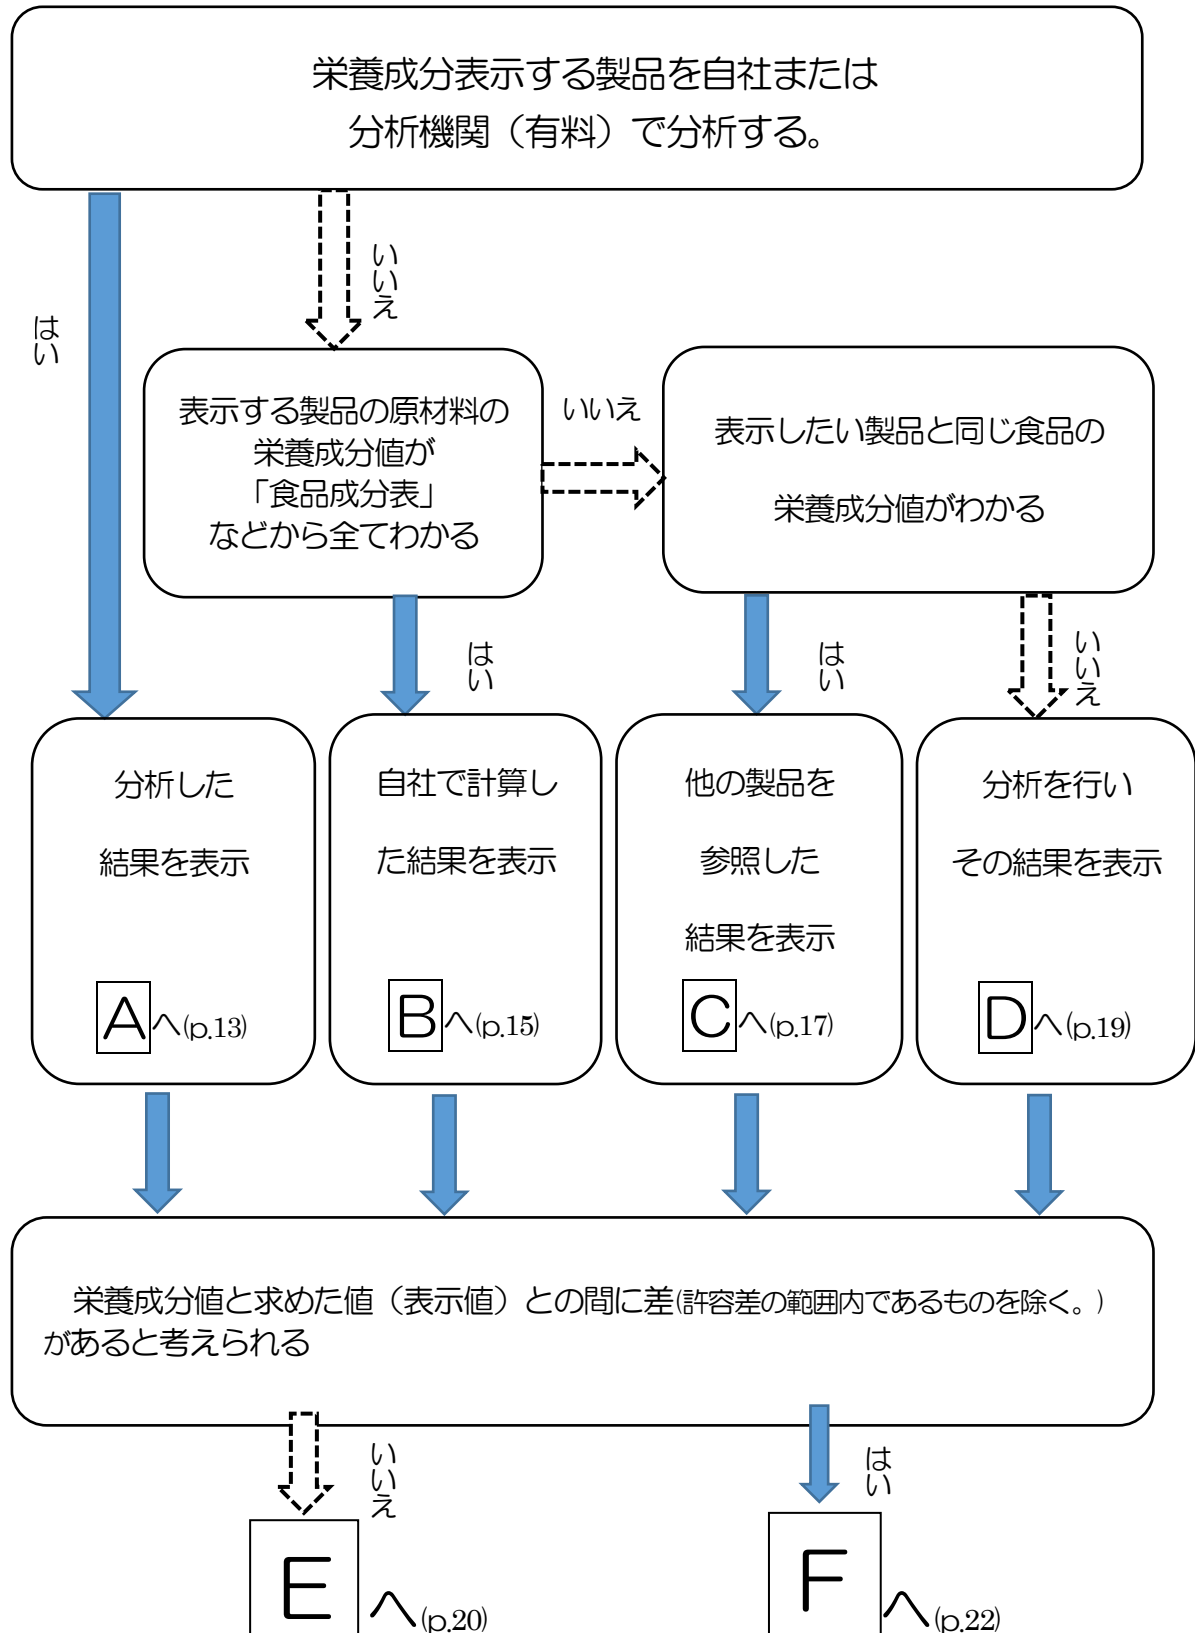 栄養成分表示する製品を自社または
分析機関（有料）で分析する。
はい
いいえ
表示する製品の原材料の
栄養成分値が
「食品成分表」
などから全てわかる
いいえ
表示したい製品と同じ食品の
栄養成分値がわかる
はい
はい
いいえ
分析した
結果を表示
Aへ(p.13)
自社で計算し
た結果を表示
Bへ(p.15)
他の製品を
参照した
結果を表示
Cへ(p.17)
分析を行い
その結果を表示
Dへ(p.19)
栄養成分値と求めた値（表示値）との間に差(許容差の範囲内であるものを除く。)
があると考えられる
いいえ
はい
Eへ(p.20)
Fへ(p.22)